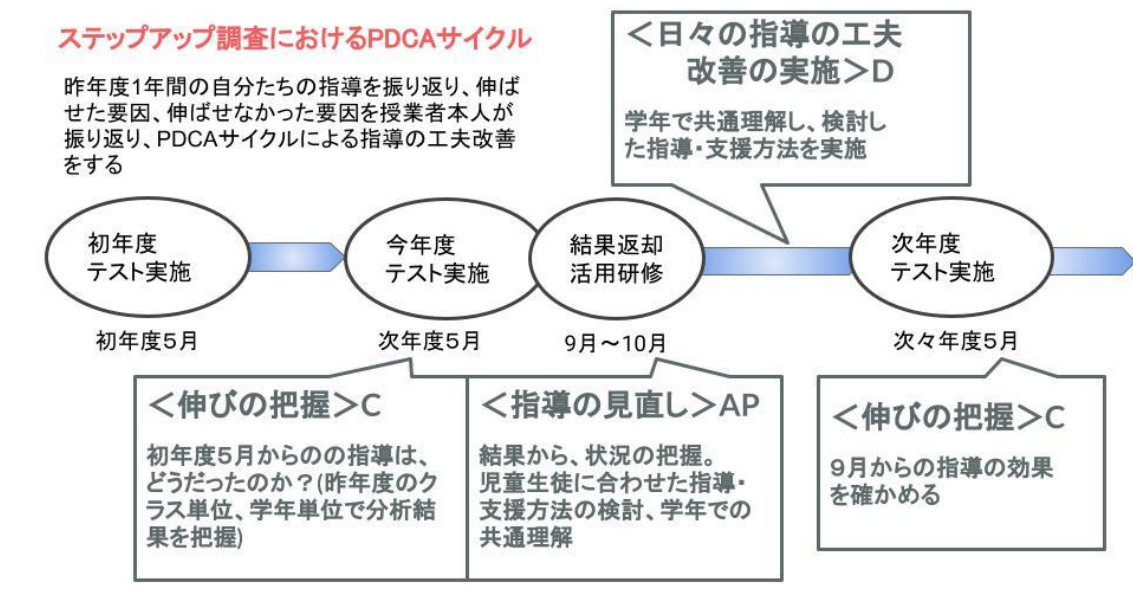 ステップアップ調査におけるPDCAサイクル
昨年度1年間の自分たちの指導を振り返り、伸ば
せた要因、伸ばせなかった要因を授業者本人が
振り返り、PDCAサイクルによる指導の工夫改善
をする
＜日々の指導の工夫
改善の実施＞D
学年で共通理解し、検討し
た指導・支援方法を実施
初年度
テスト実施
今年度
テスト実施
結果返却
活用研修
次年度
テスト実施
初年度５月
次年度５月
9月～10月
次々年度５月
＜伸びの把握＞C
初年度５月からのの指導は、
どうだったのか？(昨年度のク
ラス単位、学年単位で分析結
果を把握)
＜指導の見直し＞AP
結果から、状況の把握。
児童生徒に合わせた指導・
支援方法の検討、学年での
共通理解
＜伸びの把握＞C
９月からの指導の効果
を確かめる